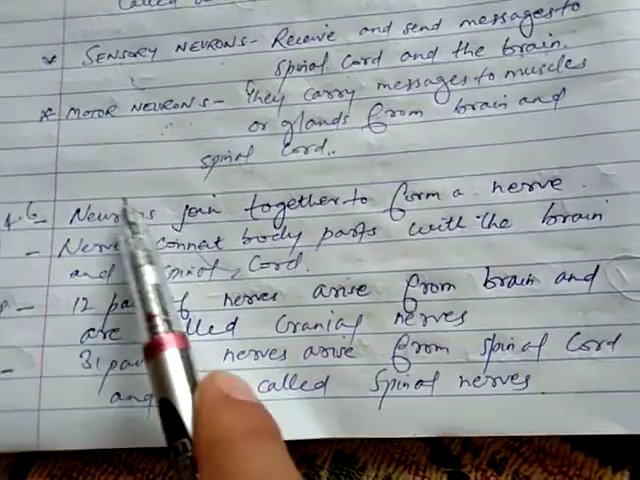 Called
* SENSORY NEURONS - Receive and send messages to
spinal Cord and the brain.
* MOTOR NEURONS - They carry messages to muscles
or glands from brain and
spinal Cord.
Neurons join together to form a nerve
- Nerves connect body parts with the brain
and spinal Cord.
12 pairs of nerves arise from brain and
are called Cranial nerves
- 31 pairs nerves arise from spinal Cord
and called Spinal nerves